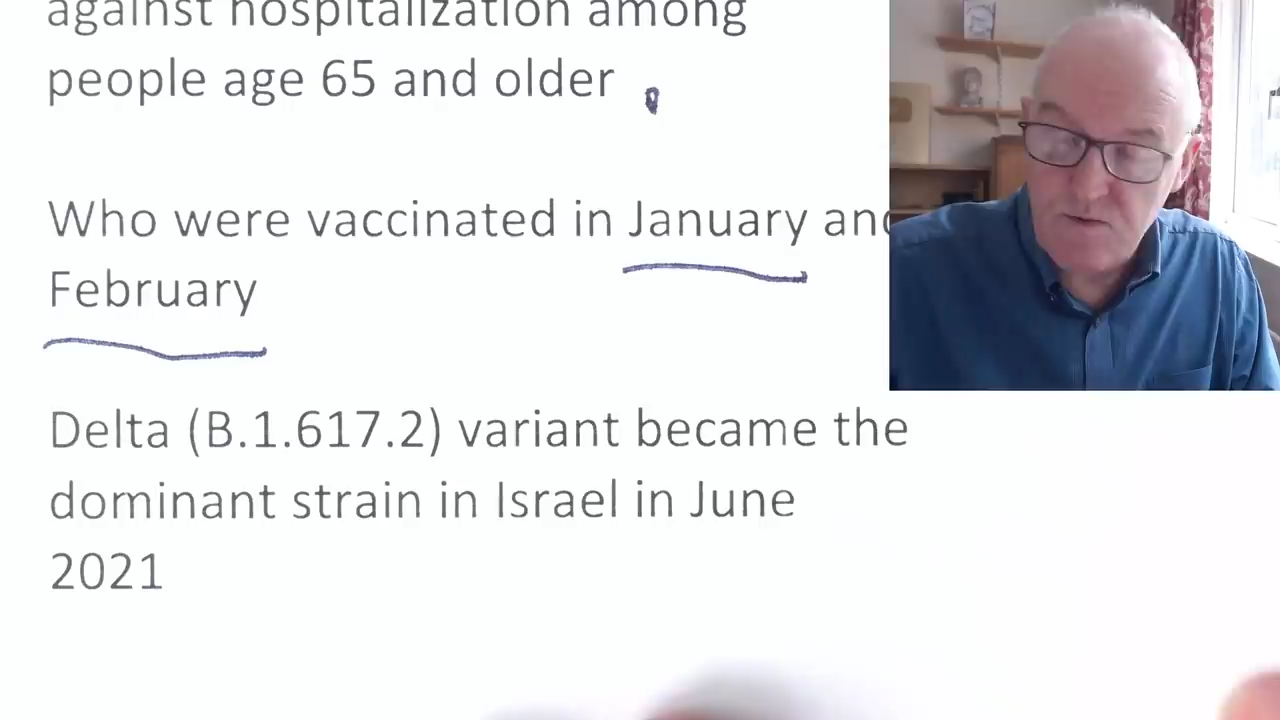 against hospitalization among
people age 65 and older
Who were vaccinated in January and
February
Delta (B.1.617.2) variant became the
dominant strain in Israel in June
2021